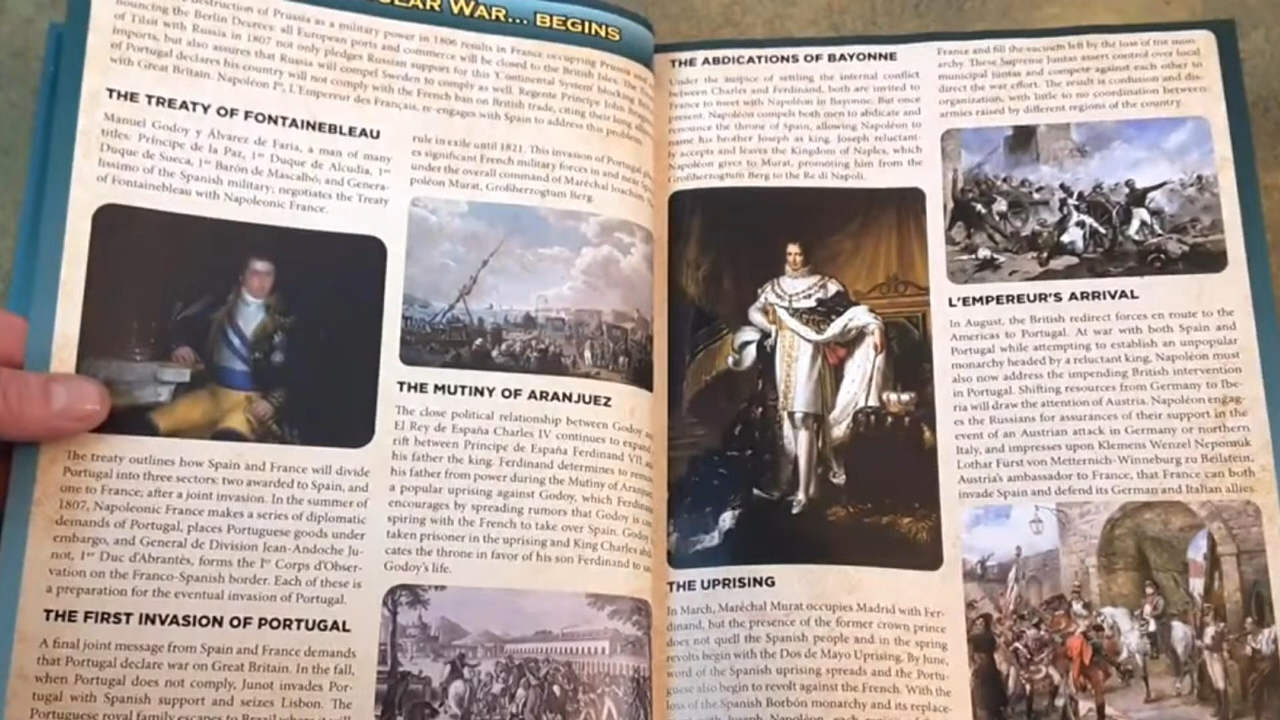 WAR... BEGINS
destruction of Prussia as a military power in 1806 results in France occupying Prussia and
nouncing the Berlin Decrees: all European ports and commerce will be closed to the British Isles. The
of Tilsit with Russia in 1807 not only pledges Russian support for this 'Continental System' blocking
imports, but also assures that Russia will compel Sweden to comply as well. Regente Principe John
of Portugal declares his country will not comply with the French ban on British trade, citing their long
with Great Britain. Napoléon Iᵉʳ, L'Empereur des Français, re-engages with Spain to address this problem.
THE TREATY OF FONTAINEBLEAU
Manuel Godoy y Álvarez de Faria, a man of many
titles: Príncipe de la Paz, 1ᵉʳ Duque de Alcudia, 1ᵉʳ
Duque de Sueca, 1ᵉʳ Barón de Mascalbó; and Genera-
lissimo of the Spanish military; negotiates the Treaty
of Fontainebleau with Napoleonic France.
The treaty outlines how Spain and France will divide
Portugal into three sectors: two awarded to Spain, and
one to France; after a joint invasion. In the summer of
1807, Napoleonic France makes a series of diplomatic
demands of Portugal, places Portuguese goods under
embargo, and General de Division Jean-Andoche Ju-
not, 1ᵉʳ Duc d'Abrantès, forms the Iᵉʳ Corps d'Obser-
vation on the Franco-Spanish border. Each of these is
a preparation for the eventual invasion of Portugal.
THE FIRST INVASION OF PORTUGAL
A final joint message from Spain and France demands
that Portugal declare war on Great Britain. In the fall,
when Portugal does not comply, Junot invades Por-
tugal with Spanish support and seizes Lisbon. The
Portuguese royal family escapes to Brazil where it will
rule in exile until 1821. This invasion of Portugal
es significant French military forces in and near
under the overall command of Maréchal Joachim
poléon Murat, Großherzogtum Berg.
THE MUTINY OF ARANJUEZ
The close political relationship between Godoy
El Rey de España Charles IV continues to expand
rift between Príncipe de España Ferdinand VII
his father the king. Ferdinand determines to
his father from power during the Mutiny of
a popular uprising against Godoy, which
encourages by spreading rumors that Godoy is
spiring with the French to take over Spain. Godoy
taken prisoner in the uprising and King Charles
cates the throne in favor of his son Ferdinand to
Godoy's life.
THE ABDICATIONS OF BAYONNE
Under the auspice of settling the internal conflict
between Charles and Ferdinand, both are invited to
France to meet with Napoléon in Bayonne. But once
present, Napoléon compels both men to abdicate and
renounce the throne of Spain, allowing Napoléon to
name his brother Joseph as king. Joseph reluctant-
ly accepts and leaves the Kingdom of Naples, which
Napoléon gives to Murat, promoting him from the
Großherzogtum Berg to the Re di Napoli.
THE UPRISING
In March, Maréchal Murat occupies Madrid with Fer-
dinand, but the presence of the former crown prince
does not quell the Spanish people and in the spring
revolts begin with the Dos de Mayo Uprising. By June,
word of the Spanish uprising spreads and the Portu-
guese also begin to revolt against the French. With the
loss of the Spanish Borbón monarchy and its replace-
with Joseph Napoléon, each
France and fill the vacuum left by the loss of the mon-
archy. These Supreme Juntas assert control over local
municipal juntas and compete against each other to
direct the war effort. The result is confusion and dis-
organization, with little to no coordination between
armies raised by different regions of the country.
L'EMPEREUR'S ARRIVAL
In August, the British redirect forces en route to the
Americas to Portugal. At war with both Spain and
Portugal while attempting to establish an unpopular
monarchy headed by a reluctant king, Napoléon must
also now address the impending British intervention
in Portugal. Shifting resources from Germany to Ibe-
ria will draw the attention of Austria. Napoléon engag-
es the Russians for assurances of their support in the
event of an Austrian attack in Germany or northern
Italy, and impresses upon Klemens Wenzel Nepomuk
Lothar Fürst von Metternich-Winneburg zu Beilstein,
Austria's ambassador to France, that France can both
invade Spain and defend its German and Italian allies.